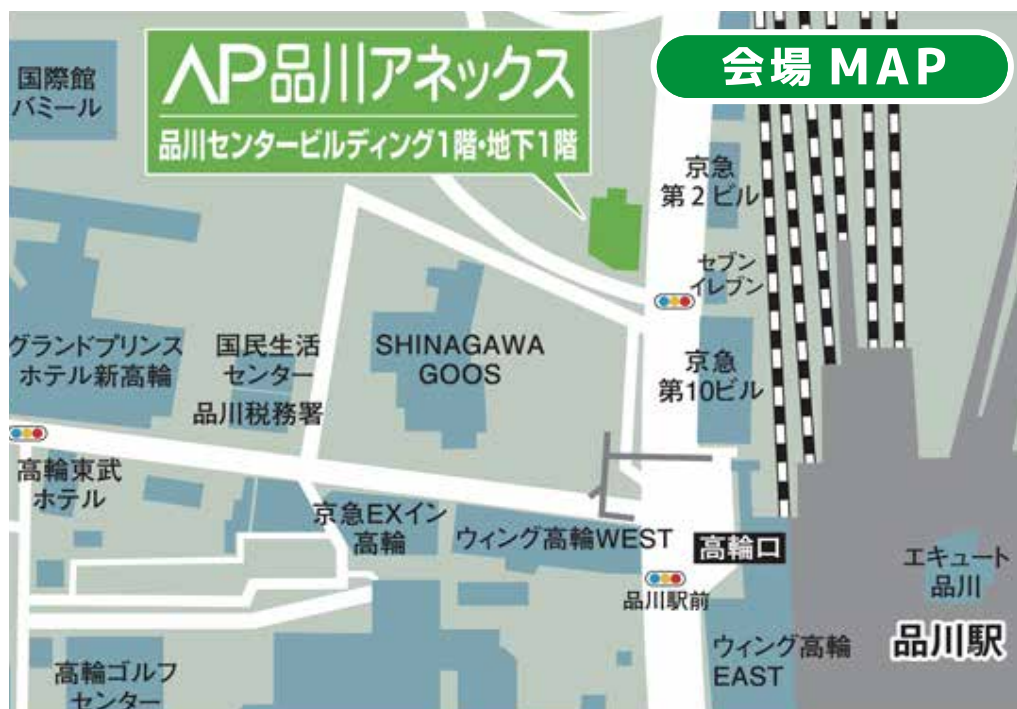 会場 MAP
AP品川アネックス
品川センタービルディング1階・地下1階
国際館
パミール
京急
第2ビル
セブン
イレブン
グランドプリンス
ホテル新高輪
国民生活
センター
品川税務署
SHINAGAWA
GOOS
京急
第10ビル
高輪東武
ホテル
京急EXイン
高輪
ウィング高輪WEST
高輪口
エキュート
品川
品川駅前
品川駅
ウィング高輪
EAST
高輪ゴルフ
センター